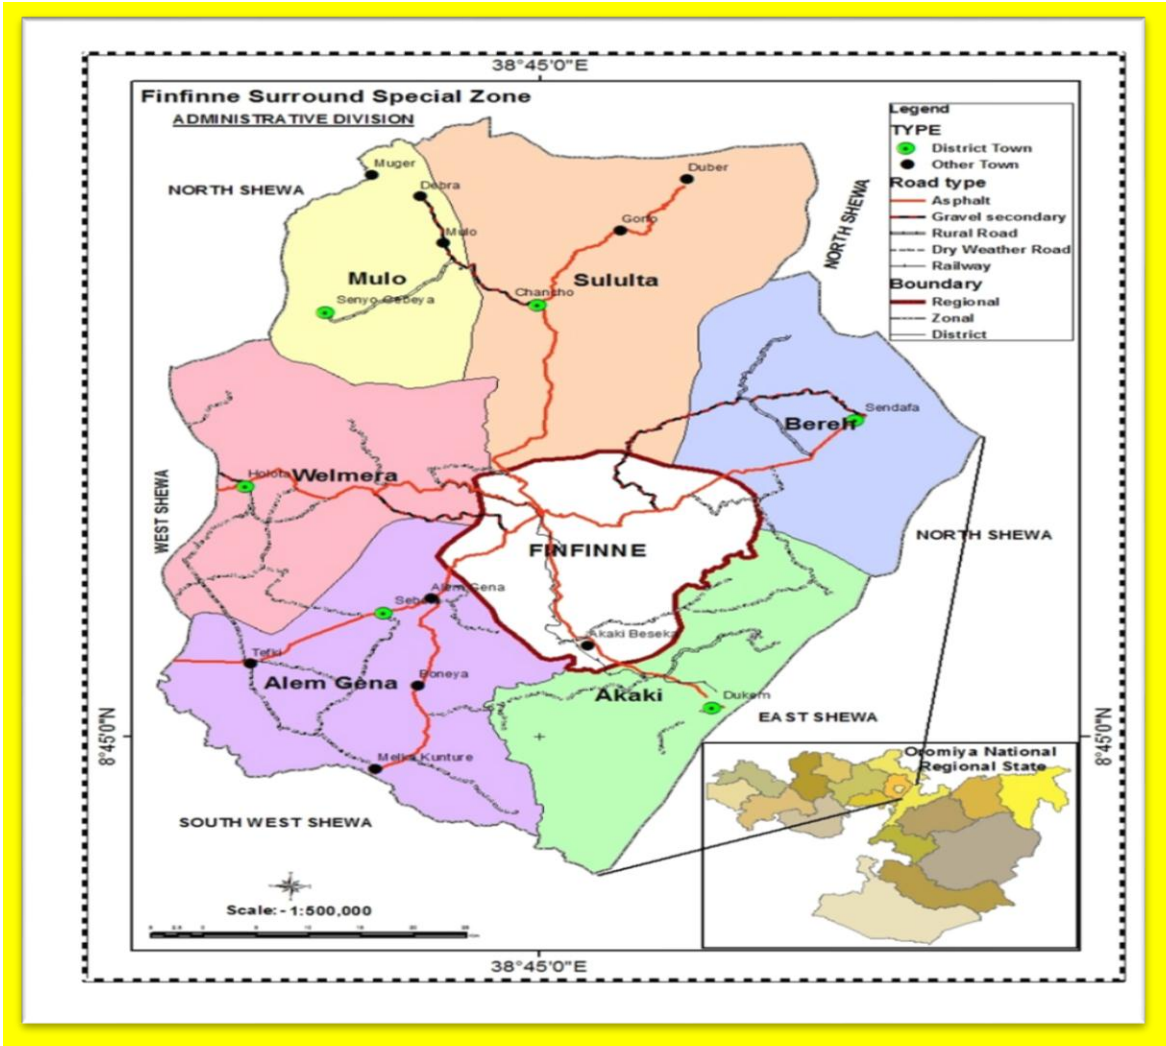 38°45'0"E
Finfinne Surround Special Zone
ADMINISTRATIVE DIVISION
Legend
TYPE
District Town
Other Town
Road type
Asphalt
Gravel secondary
Rural Road
Dry Weather Road
Railway
Boundary
Regional
Zonal
District
NORTH SHEWA
Muger
Debra
Duber
NORTH SHEWA
Gorfo
Mulo
Mulo
Sululta
Senyo Gebeya
Chancho
Sendafa
Bereh
Holota
Welmera
WEST SHEWA
NORTH SHEWA
FINFINNE
Alem Gena
Akaki Beseka
Tefki
Alem Gena
Boneya
Akaki
Dukem
EAST SHEWA
8°45'0"N
8°45'0"N
Melka Kunture
Oromiya National
Regional State
SOUTH WEST SHEWA
Scale:- 1:500,000
38°45'0"E